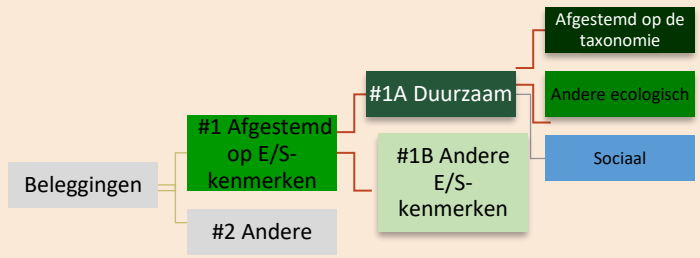 Beleggingen
#1 Afgestemd
op E/S-
kenmerken
#2 Andere
#1A Duurzaam
#1B Andere
E/S-
kenmerken
Afgestemd op de
taxonomie
Andere ecologisch
Sociaal